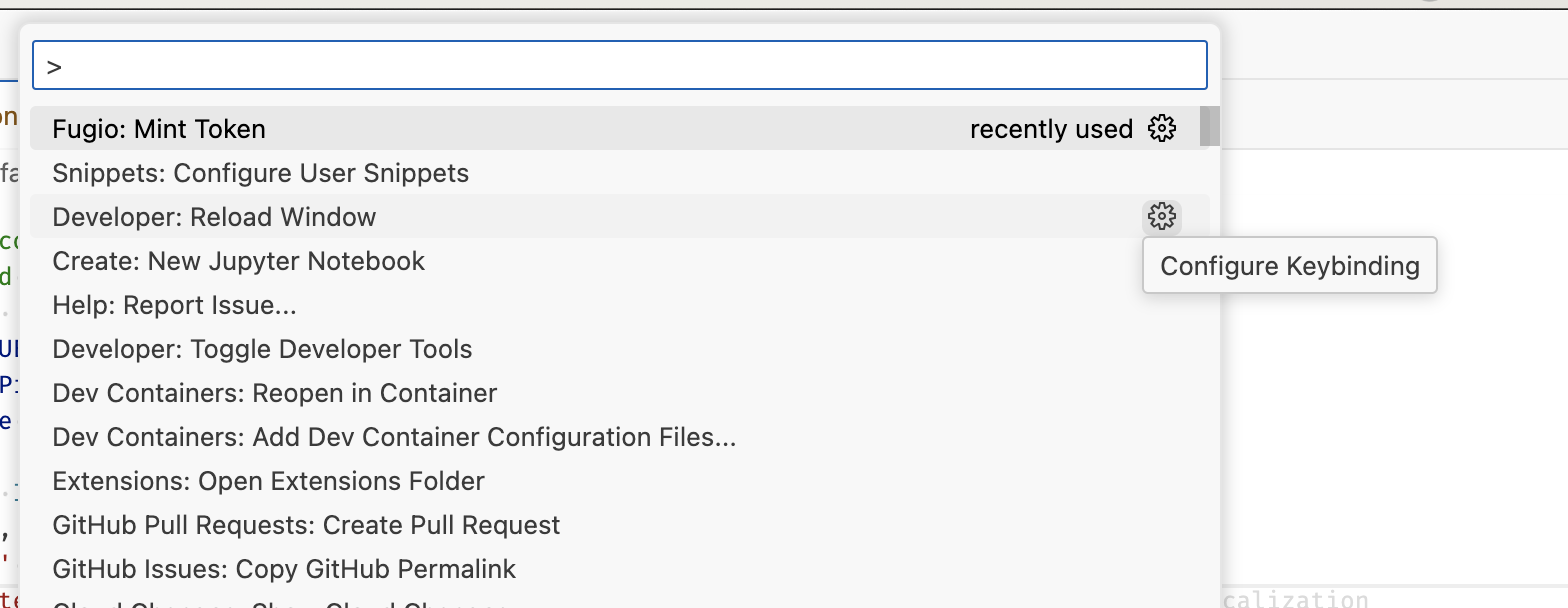 >
Fugio: Mint Token recently used
Snippets: Configure User Snippets
Developer: Reload Window
Create: New Jupyter Notebook
Configure Keybinding
Help: Report Issue...
Developer: Toggle Developer Tools
Dev Containers: Reopen in Container
Dev Containers: Add Dev Container Configuration Files...
Extensions: Open Extensions Folder
GitHub Pull Requests: Create Pull Request
GitHub Issues: Copy GitHub Permalink
calization